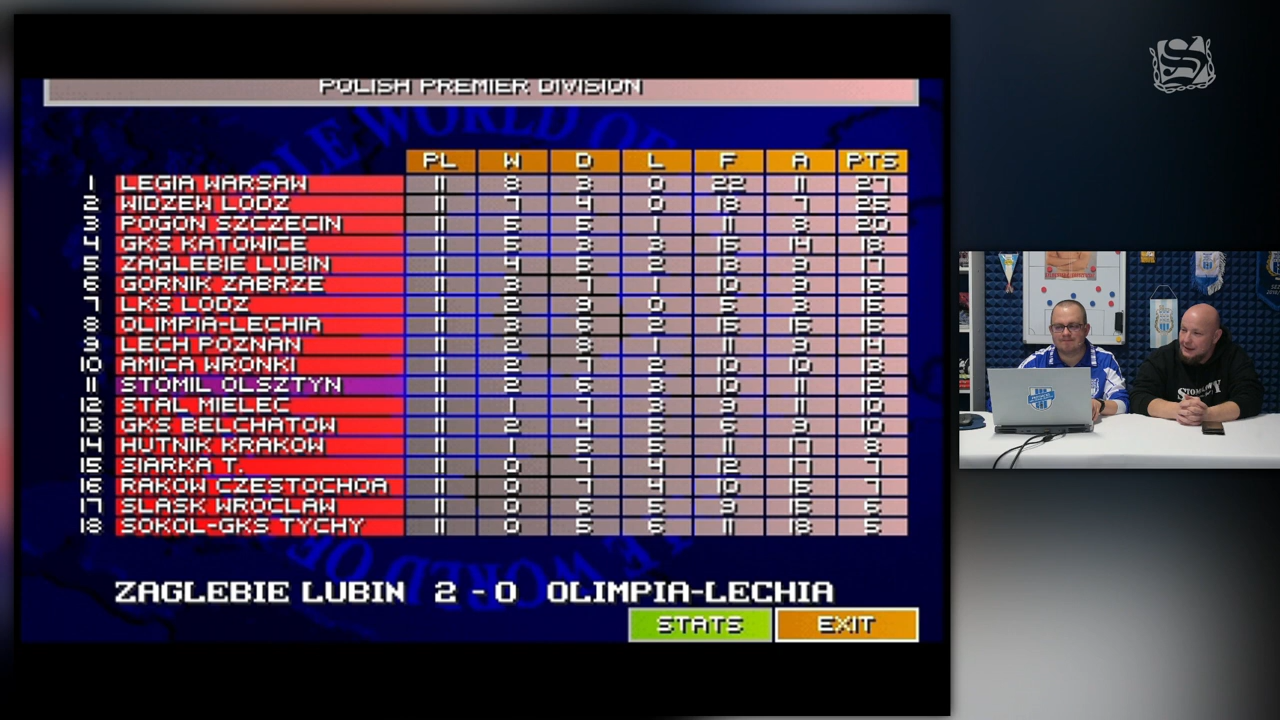 POLISH PREMIER DIVISION
PL W D L F A PTS
1 LEGIA WARSAW 11 8 3 0 22 11 27
2 WIDZEW LODZ 11 7 4 0 18 7 25
3 POGON SZCZECIN 11 5 5 1 11 8 20
4 GKS KATOWICE 11 5 3 3 15 14 18
5 ZAGLEBIE LUBIN 11 4 5 2 13 9 17
6 GORNIK ZABRZE 11 3 7 1 10 9 16
7 LKS LODZ 11 2 9 0 5 3 15
8 OLIMPIA-LECHIA 11 3 6 2 15 15 15
9 LECH POZNAN 11 2 8 1 11 9 14
10 AMICA WRONKI 11 2 7 2 10 10 13
11 STOMIL OLSZTYN 11 2 6 3 10 11 12
12 STAL MIELEC 11 1 7 3 9 11 10
13 GKS BELCHATOW 11 2 4 5 6 9 10
14 HUTNIK KRAKOW 11 1 5 5 11 17 8
15 SIARKA T. 11 0 7 4 12 17 7
16 RAKOW CZESTOCHOA 11 0 7 4 10 15 7
17 SLASK WROCLAW 11 0 6 5 9 15 6
18 SOKOL-GKS TYCHY 11 0 5 6 11 18 5
ZAGLEBIE LUBIN 2 - 0 OLIMPIA-LECHIA
STATS EXIT